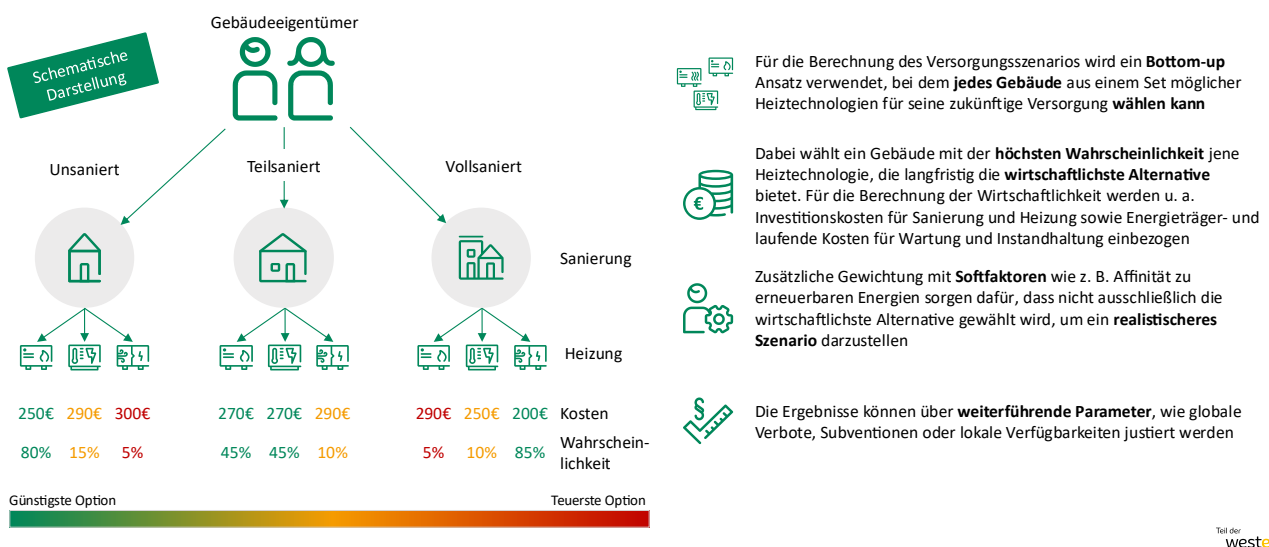 Gebäudeeigentümer
Schematische
Darstellung
Unsaniert
Teilsaniert
Vollsaniert
Sanierung
Heizung
250€ 290€ 300€ 270€ 270€ 290€ 290€ 250€ 200€ Kosten
80% 15% 5% 45% 45% 10% 5% 10% 85% Wahrschein-
lichkeit
Günstigste Option
Teuerste Option
Für die Berechnung des Versorgungsszenarios wird ein Bottom-up
Ansatz verwendet, bei dem jedes Gebäude aus einem Set möglicher
Heiztechnologien für seine zukünftige Versorgung wählen kann
Dabei wählt ein Gebäude mit der höchsten Wahrscheinlichkeit jene
Heiztechnologie, die langfristig die wirtschaftlichste Alternative
bietet. Für die Berechnung der Wirtschaftlichkeit werden u. a.
Investitionskosten für Sanierung und Heizung sowie Energieträger- und
laufende Kosten für Wartung und Instandhaltung einbezogen
Zusätzliche Gewichtung mit Softfaktoren wie z. B. Affinität zu
erneuerbaren Energien sorgen dafür, dass nicht ausschließlich die
wirtschaftlichste Alternative gewählt wird, um ein realistischeres
Szenario darzustellen
§
Die Ergebnisse können über weiterführende Parameter, wie globale
Verbote, Subventionen oder lokale Verfügbarkeiten justiert werden
Teil der
weste